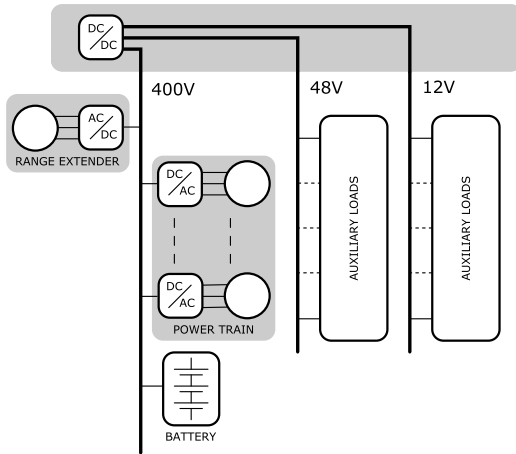 DC
DC
400V
48V
12V
AC
DC
RANGE EXTENDER
DC
AC
AUXILIARY LOADS
AUXILIARY LOADS
DC
AC
POWER TRAIN
BATTERY